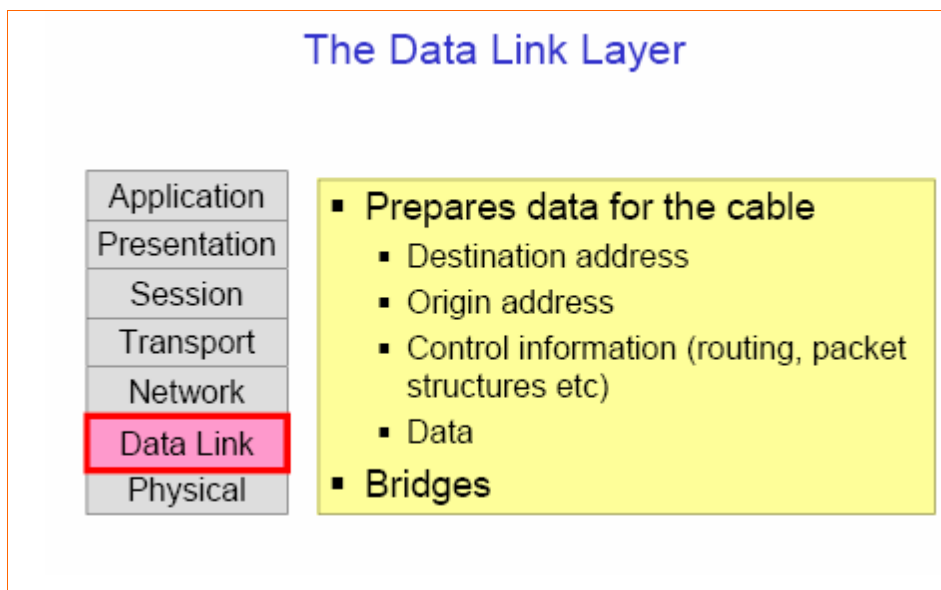 The Data Link Layer
Application
Presentation
Session
Transport
Network
Data Link
Physical
▪ Prepares data for the cable
▪ Destination address
▪ Origin address
▪ Control information (routing, packet
structures etc)
▪ Data
▪ Bridges